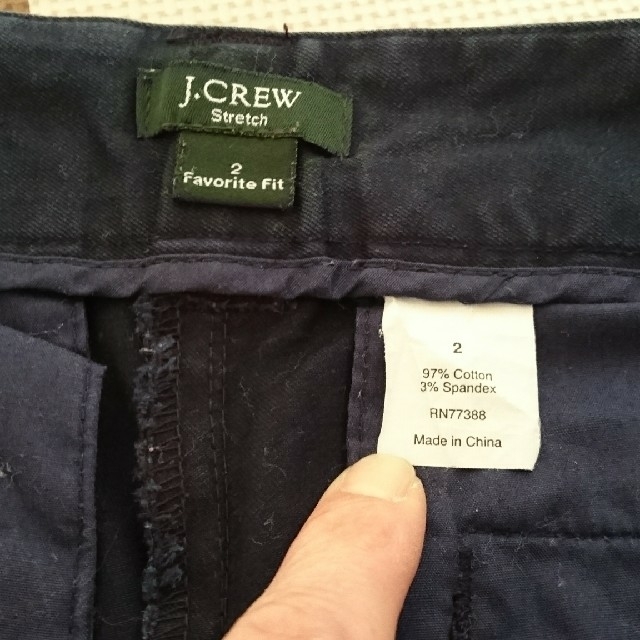 J.CREW
Stretch
2
Favorite Fit
2
97% Cotton
3% Spandex
RN77388
Made in China